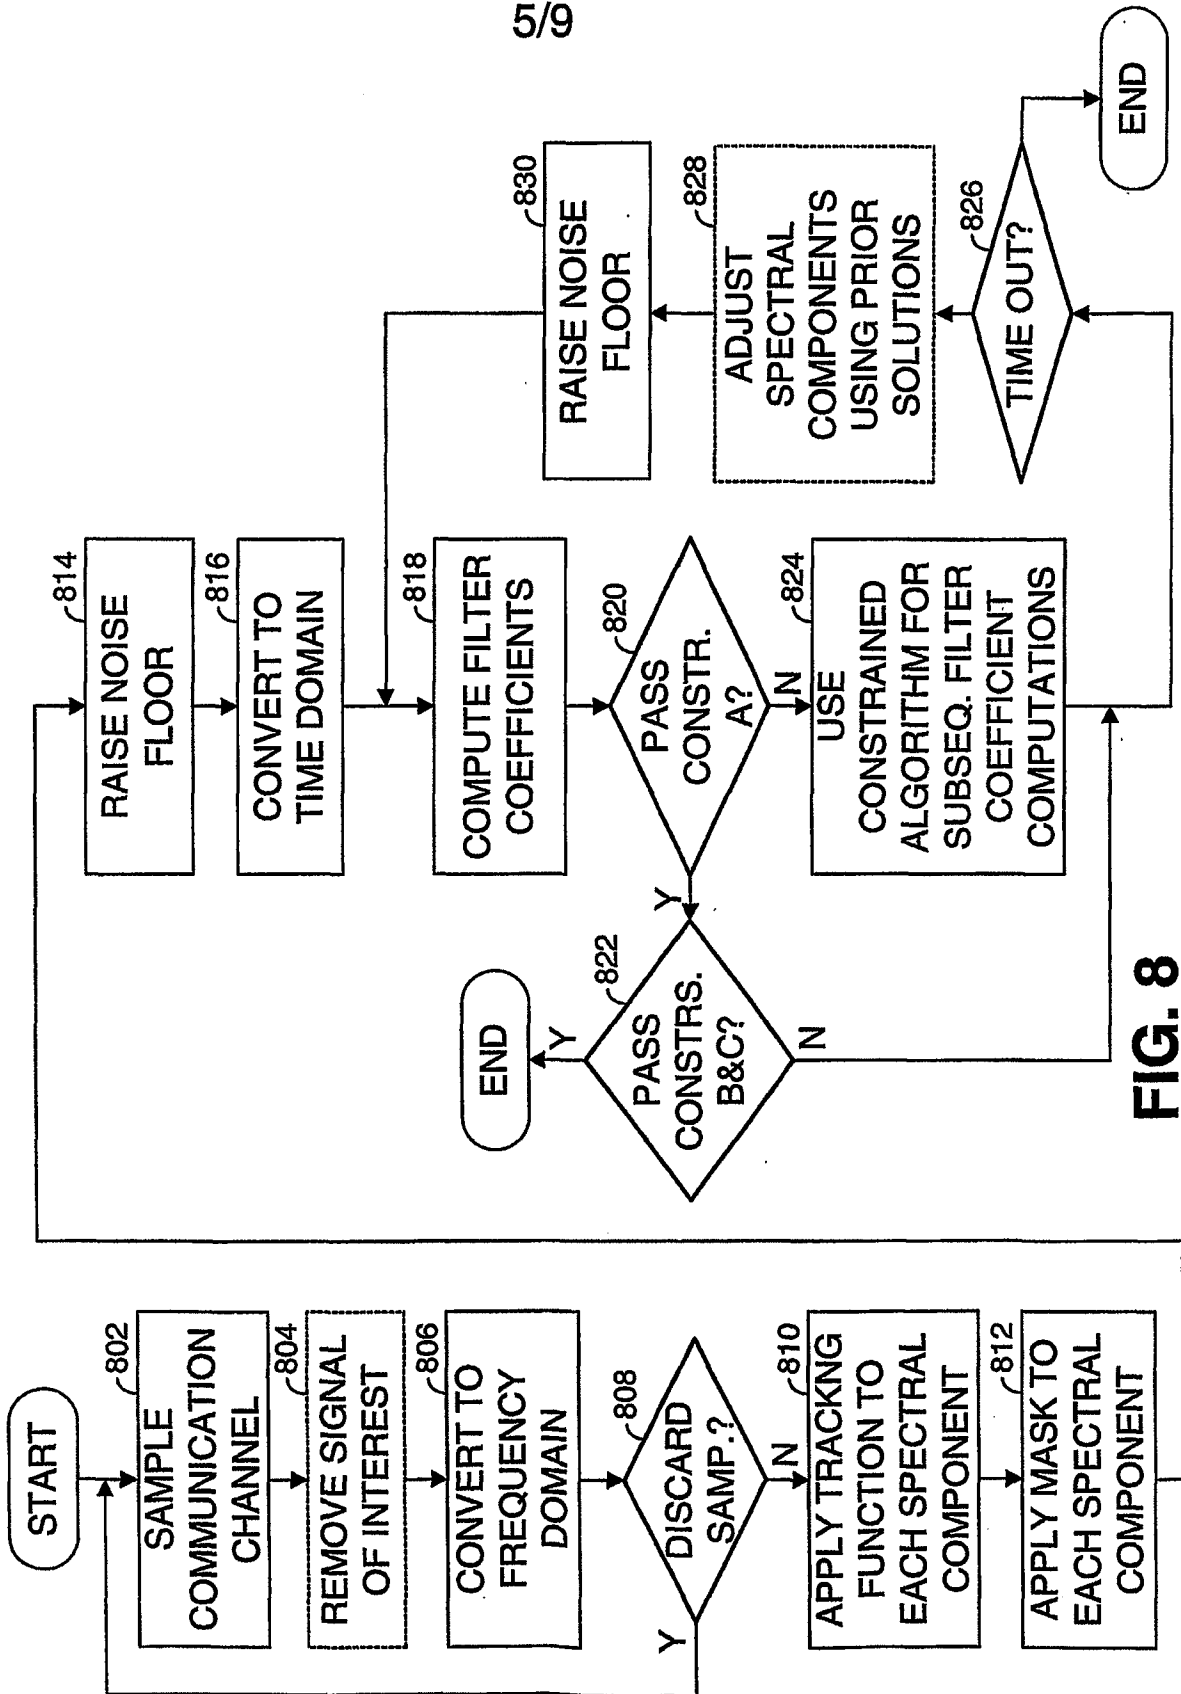 5/9
START
802
SAMPLE
COMMUNICATION
CHANNEL
804
REMOVE SIGNAL
OF INTEREST
806
CONVERT TO
FREQUENCY
DOMAIN
808
DISCARD
SAMP.?
Y
N
810
APPLY TRACKNG
FUNCTION TO
EACH SPECTRAL
COMPONENT
812
APPLY MASK TO
EACH SPECTRAL
COMPONENT
814
RAISE NOISE
FLOOR
816
CONVERT TO
TIME DOMAIN
818
COMPUTE FILTER
COEFFICIENTS
820
PASS
CONSTR.
A?
Y
N
822
PASS
CONSTRS.
B&C?
Y
N
END
824
USE
CONSTRAINED
ALGORITHM FOR
SUBSEQ. FILTER
COEFFICIENT
COMPUTATIONS
826
TIME OUT?
END
828
ADJUST
SPECTRAL
COMPONENTS
USING PRIOR
SOLUTIONS
830
RAISE NOISE
FLOOR
FIG. 8